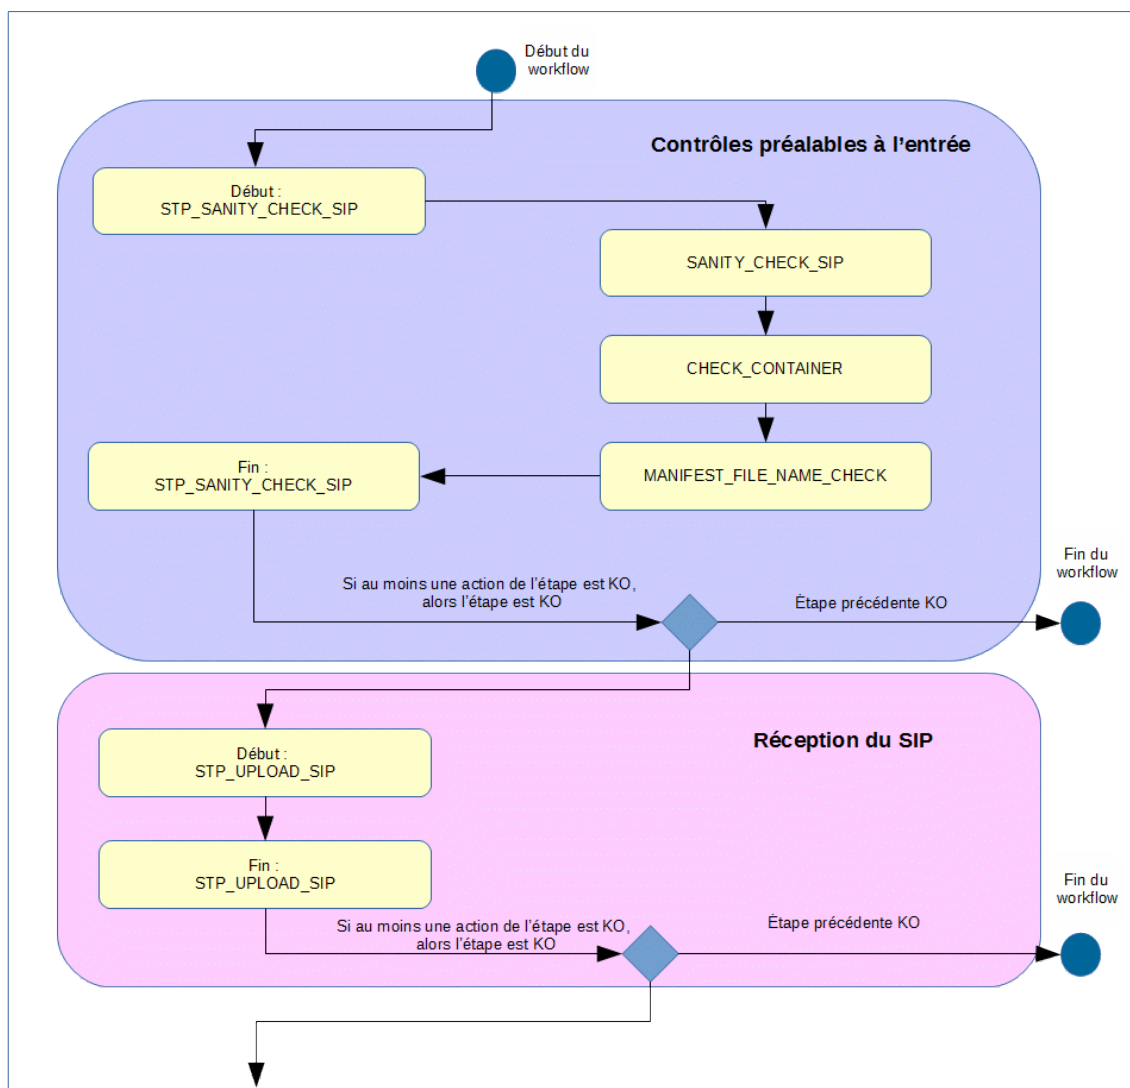 Début du
workflow
Contrôles préalables à l’entrée
Début :
STP_SANITY_CHECK_SIP
SANITY_CHECK_SIP
CHECK_CONTAINER
MANIFEST_FILE_NAME_CHECK
Fin :
STP_SANITY_CHECK_SIP
Si au moins une action de l’étape est KO,
alors l’étape est KO
Étape précédente KO
Fin du
workflow
Réception du SIP
Début :
STP_UPLOAD_SIP
Fin :
STP_UPLOAD_SIP
Si au moins une action de l’étape est KO,
alors l’étape est KO
Étape précédente KO
Fin du
workflow